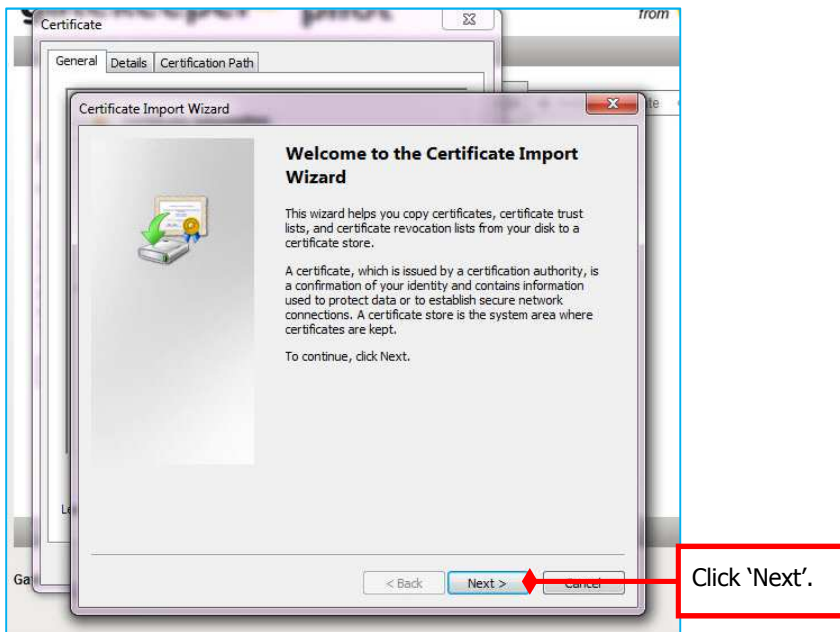 from
Certificate
General Details Certification Path
Certificate Import Wizard
Welcome to the Certificate Import
Wizard
This wizard helps you copy certificates, certificate trust
lists, and certificate revocation lists from your disk to a
certificate store.
A certificate, which is issued by a certification authority, is
a confirmation of your identity and contains information
used to protect data or to establish secure network
connections. A certificate store is the system area where
certificates are kept.
To continue, click Next.
< Back Next > Cancel
Click ‘Next’.